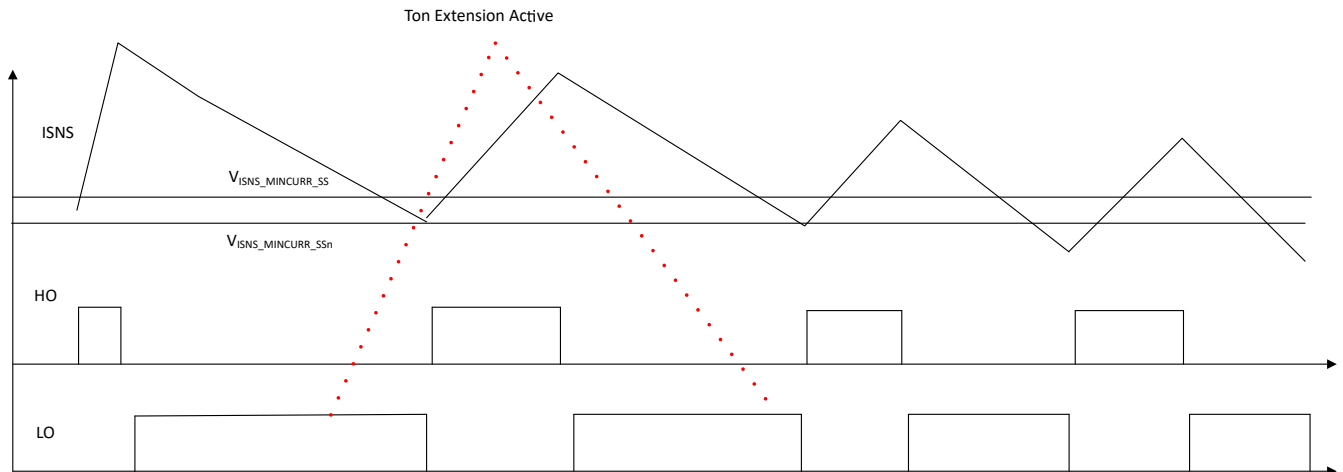 Ton Extension Active
ISNS
VISNS_MINCURR_SS
VISNS_MINCURR_SSn
HO
LO